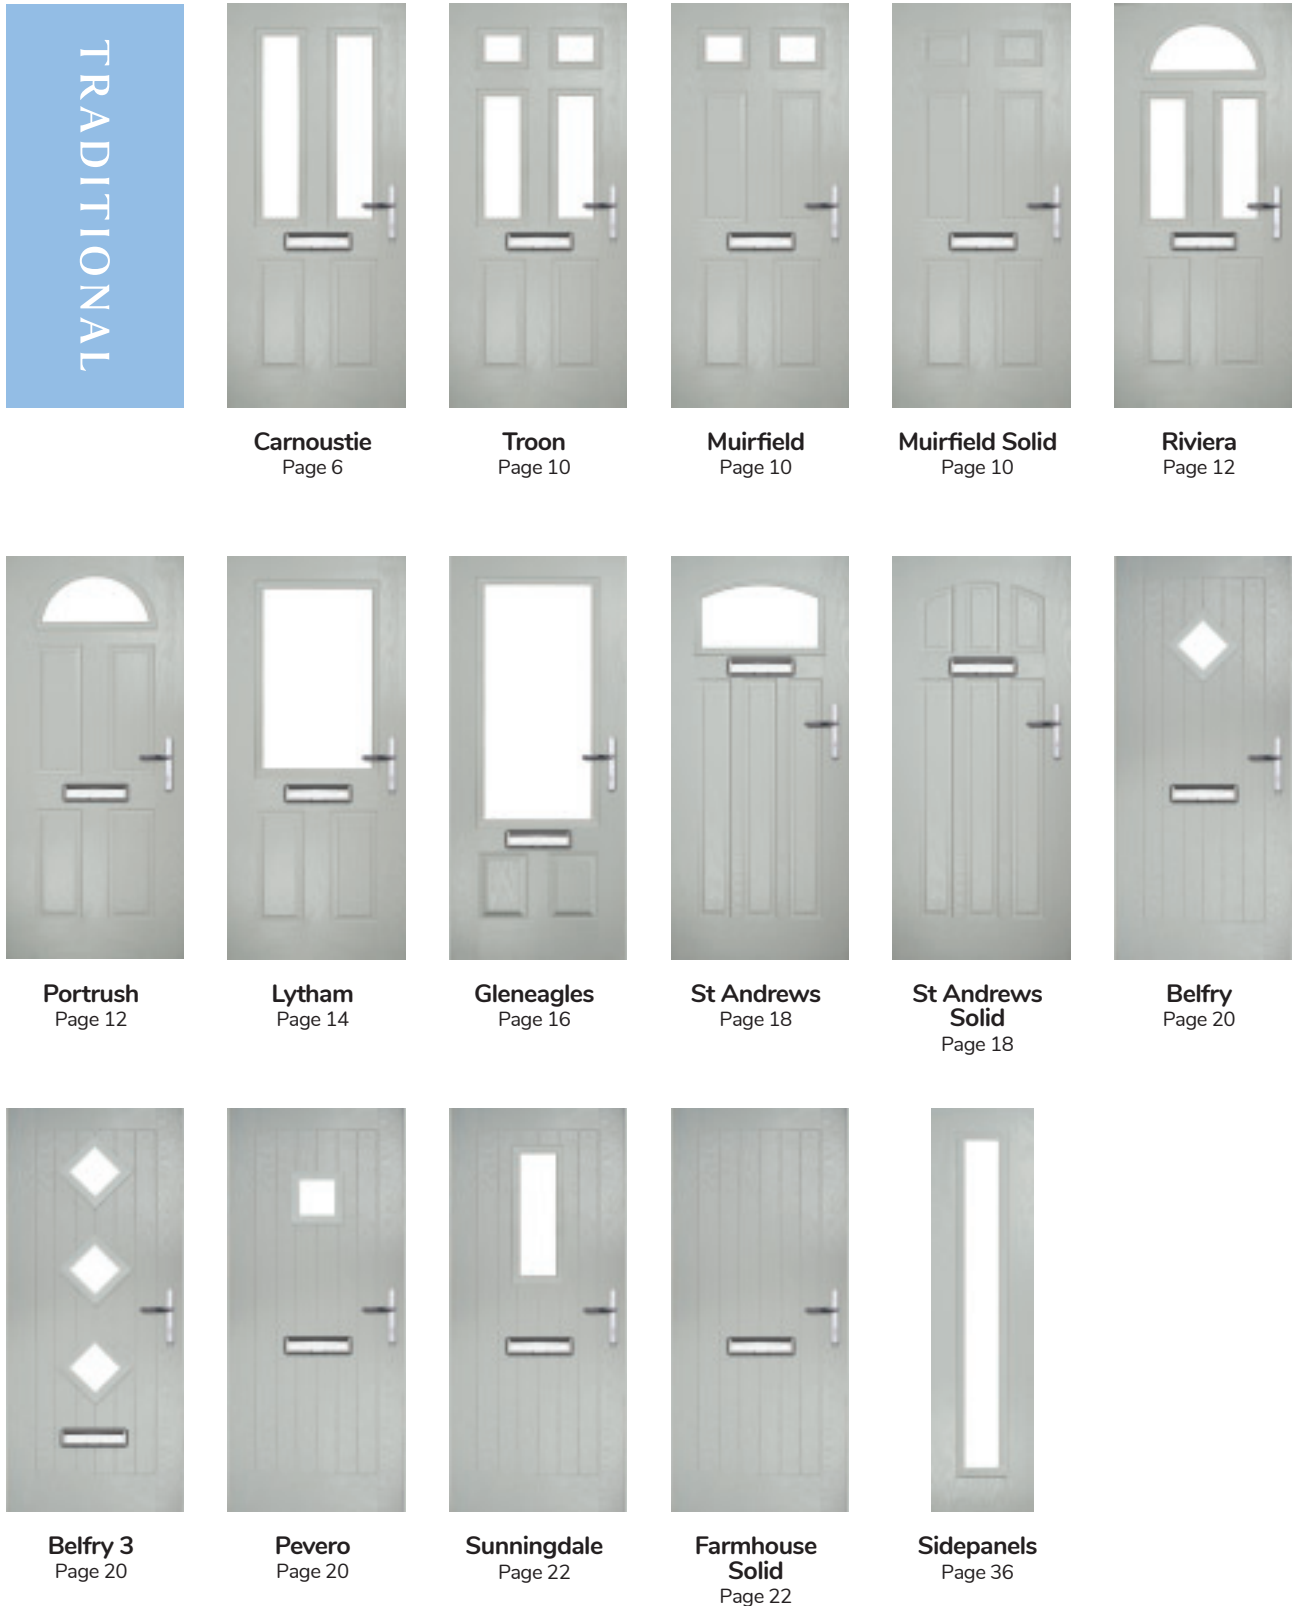 TRADITIONAL
Carnoustie
Page 6
Troon
Page 10
Muirfield
Page 10
Muirfield Solid
Page 10
Riviera
Page 12
Portrush
Page 12
Lytham
Page 14
Gleneagles
Page 16
St Andrews
Page 18
St Andrews
Solid
Page 18
Belfry
Page 20
Belfry 3
Page 20
Pevero
Page 20
Sunningdale
Page 22
Farmhouse
Solid
Page 22
Sidepanels
Page 36